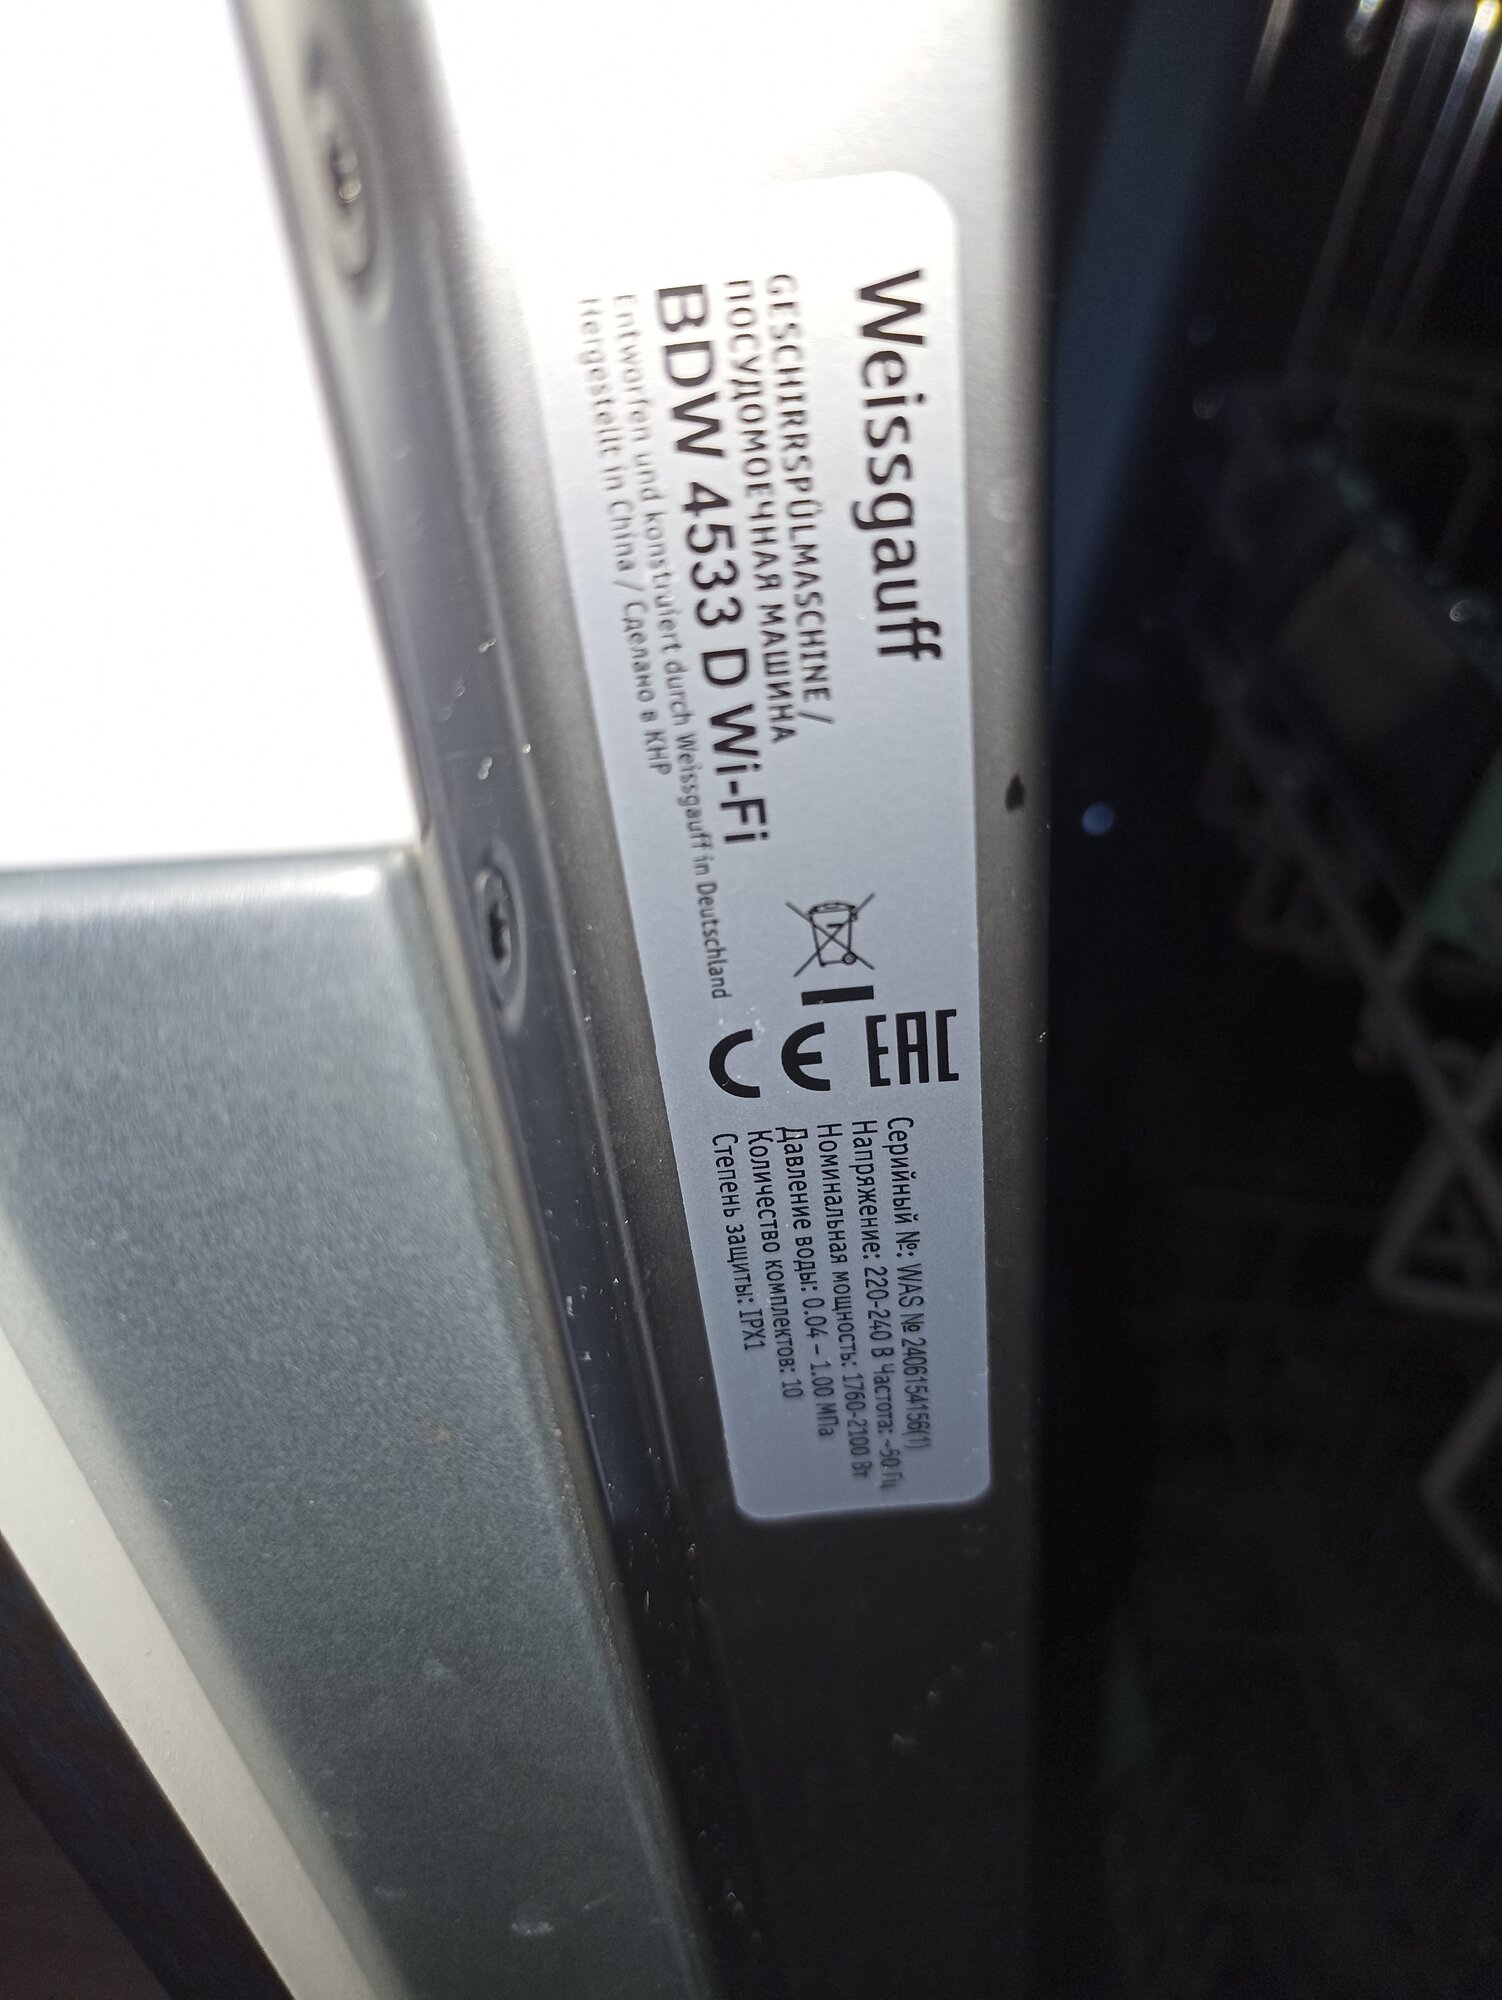 Weissgauff
GESCHIRRSPÜLMASCHINE /
ПОСУДОМОЕЧНАЯ МАШИНА
BDW 4533 D Wi-Fi
Entworfen und konstruiert durch Weissgauff in Deutschland
Hergestellt in China / Сделано в КНР
EAC
CE
Серийный №: WAS № 2406154156(1)
Напряжение: 220-240 В Частота: ~50 Гц
Номинальная мощность: 1760-2100 Вт
Давление воды: 0.04 – 1.00 МПа
Количество комплектов: 10
Степень защиты: IPX1